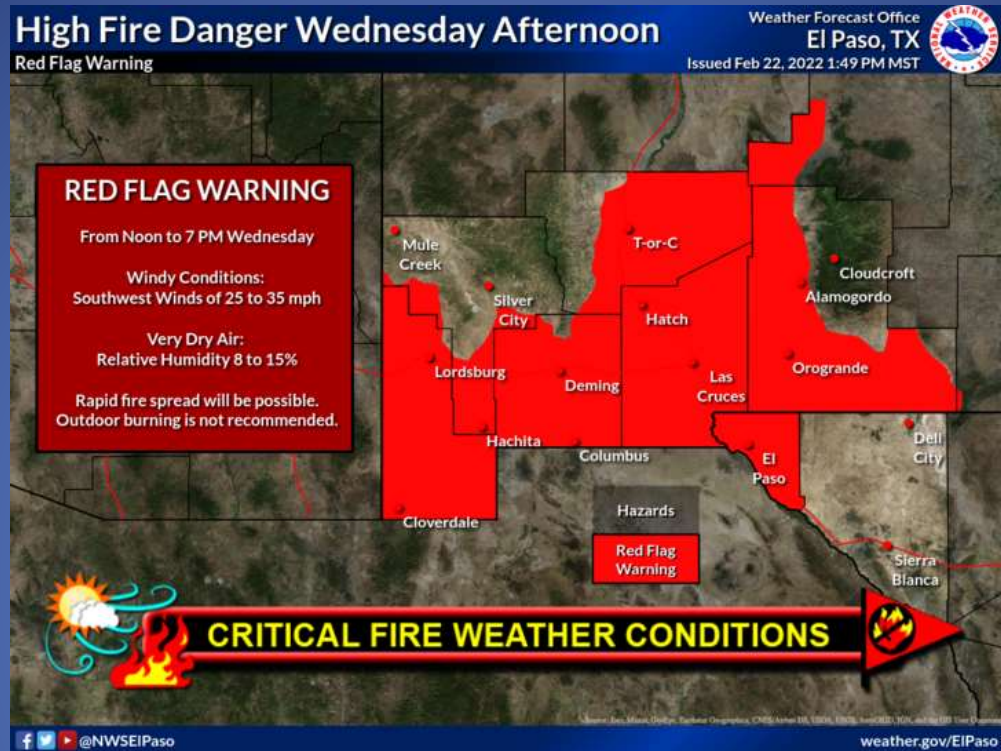 High Fire Danger Wednesday Afternoon
Red Flag Warning
Weather Forecast Office
El Paso, TX
Issued Feb 22, 2022 1:49 PM MST
NATIONAL WEATHER SERVICE
RED FLAG WARNING
From Noon to 7 PM Wednesday
Windy Conditions:
Southwest Winds of 25 to 35 mph
Very Dry Air:
Relative Humidity 8 to 15%
Rapid fire spread will be possible.
Outdoor burning is not recommended.
Mule
Creek
T-or-C
Cloudcroft
Silver
City
Alamogordo
Hatch
Lordsburg
Deming
Las
Cruces
Orogrande
Hachita
Columbus
El
Paso
Dell
City
Cloverdale
Sierra
Blanca
Hazards
Red Flag
Warning
CRITICAL FIRE WEATHER CONDITIONS
@NWSElPaso
weather.gov/ElPaso